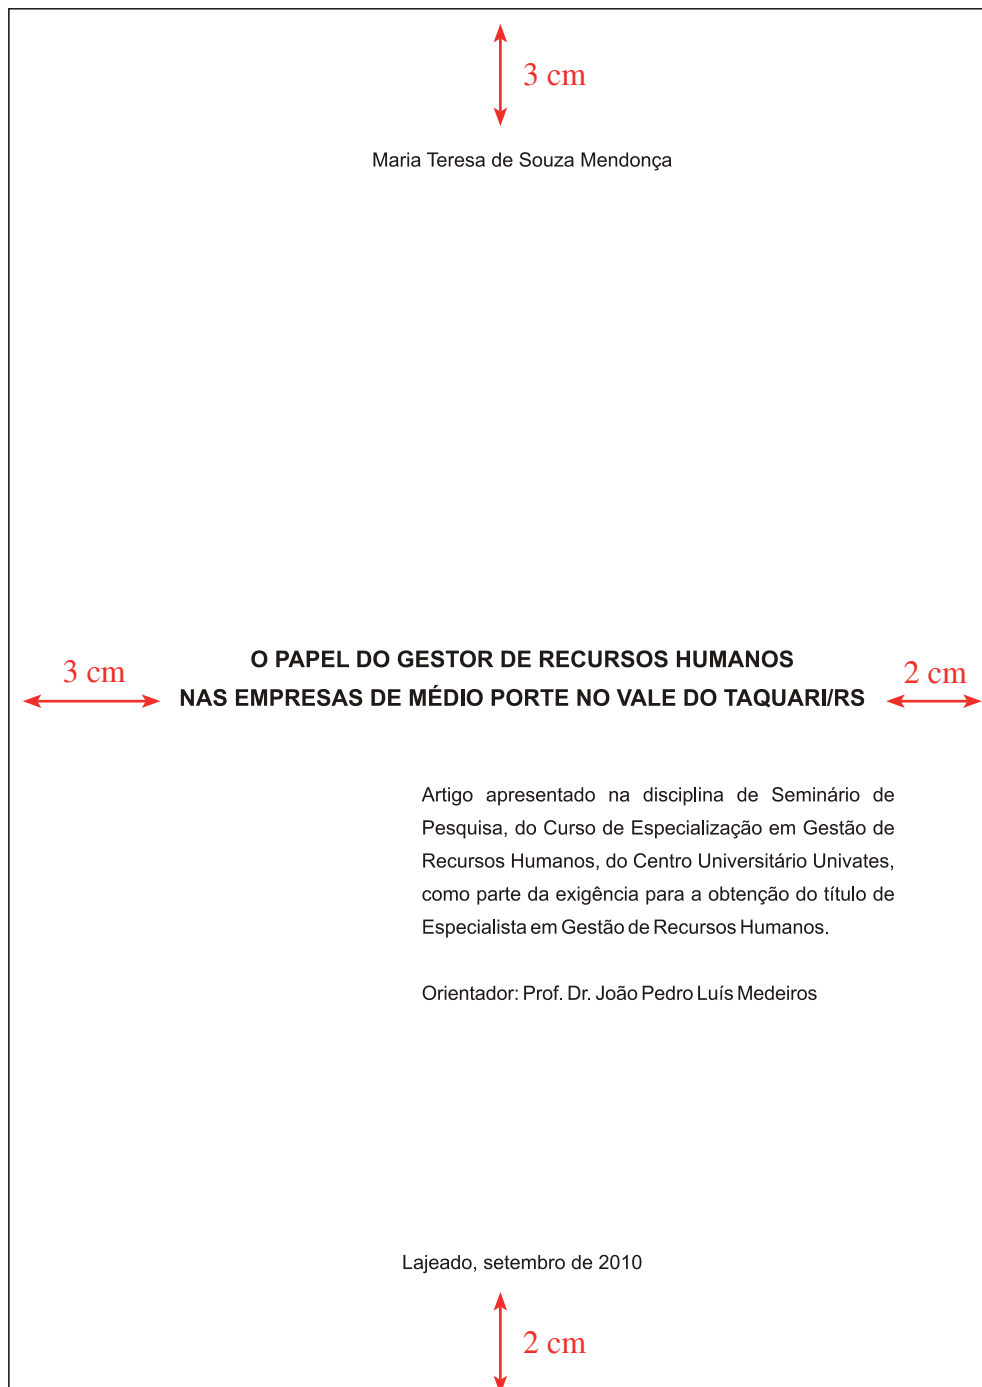 3 cm
Maria Teresa de Souza Mendonça
O PAPEL DO GESTOR DE RECURSOS HUMANOS
NAS EMPRESAS DE MÉDIO PORTE NO VALE DO TAQUARI/RS
3 cm
2 cm
Artigo apresentado na disciplina de Seminário de
Pesquisa, do Curso de Especialização em Gestão de
Recursos Humanos, do Centro Universitário Univates,
como parte da exigência para a obtenção do título de
Especialista em Gestão de Recursos Humanos.
Orientador: Prof. Dr. João Pedro Luís Medeiros
Lajeado, setembro de 2010
2 cm